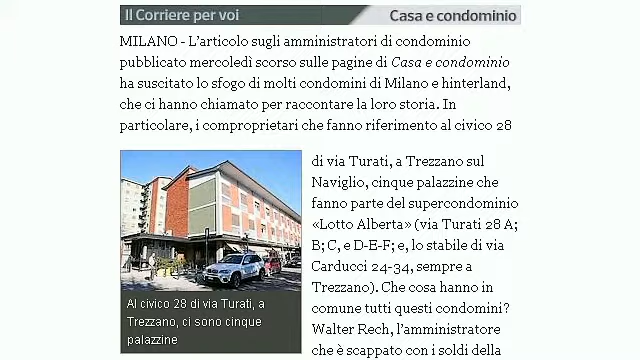 Il Corriere per voi
Casa e condominio
MILANO - L'articolo sugli amministratori di condominio
pubblicato mercoledì scorso sulle pagine di Casa e condominio
ha suscitato lo sfogo di molti condomini di Milano e hinterland,
che ci hanno chiamato per raccontare la loro storia. In
particolare, i comproprietari che fanno riferimento al civico 28
di via Turati, a Trezzano sul
Naviglio, cinque palazzine che
fanno parte del supercondominio
«Lotto Alberta» (via Turati 28 A;
B; C, e D-E-F; e, lo stabile di via
Carducci 24-34, sempre a
Trezzano). Che cosa hanno in
comune tutti questi condomini?
Walter Rech, l'amministratore
che è scappato con i soldi della
Al civico 28 di via Turati, a
Trezzano, ci sono cinque
palazzine